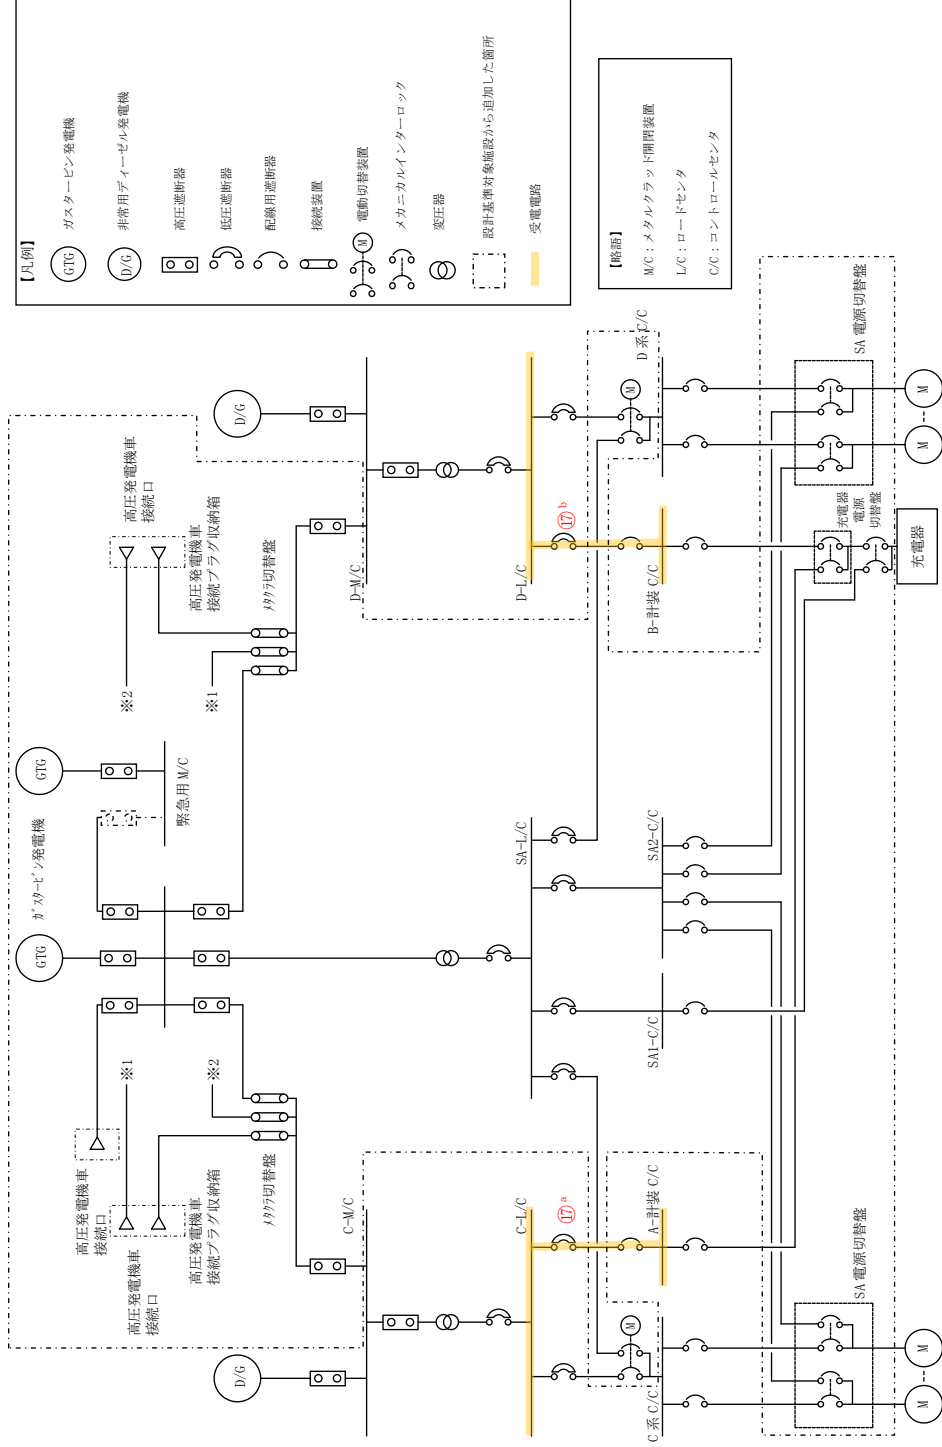 【凡例】
GTG
ガスタービン発電機
D/G
非常用ディーゼル発電機
高圧遮断器
低圧遮断器
配線用遮断器
接続装置
M
電動切替装置
メカニカルインターロック
変圧器
設計基準対象施設から追加した箇所
受電電路
【略語】
M/C：メタルクラッド開閉装置
L/C：ロードセンタ
C/C：コントロールセンタ
高圧発電機車
接続口
高圧発電機車
接続口
※1
高圧発電機車
接続プラグ収納箱
※2
メタクラ切替盤
GTG
ガスタービン発電機
GTG
緊急用 M/C
※2
※1
高圧発電機車
接続口
高圧発電機車
接続プラグ収納箱
メタクラ切替盤
D/G
C-M/C
D-M/C
D/G
C-L/C
⑰a
SA-L/C
D-L/C
⑰b
M
M
C 系 C/C
A-計装 C/C
SA1-C/C
SA2-C/C
B-計装 C/C
D 系 C/C
SA 電源切替盤
充電器
電源
切替盤
SA 電源切替盤
M
M
充電器
M
M